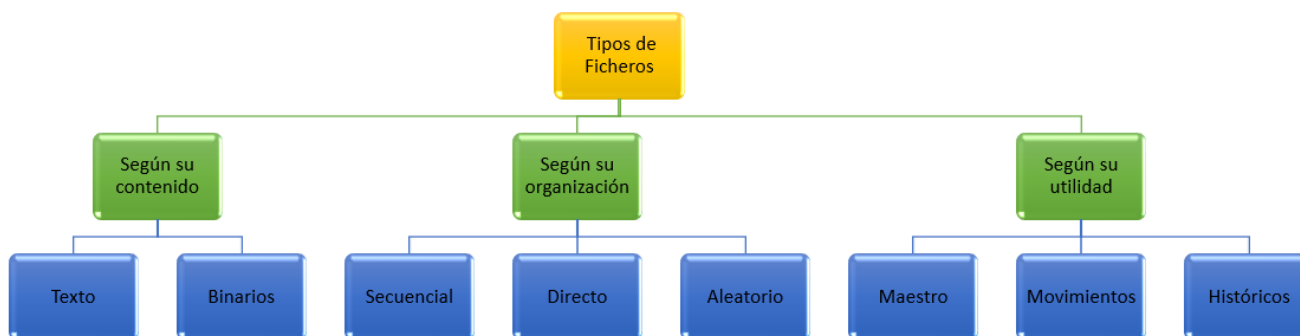 Tipos de
Ficheros
Según su
contenido
Según su
organización
Según su
utilidad
Texto
Binarios
Secuencial
Directo
Aleatorio
Maestro
Movimientos
Históricos